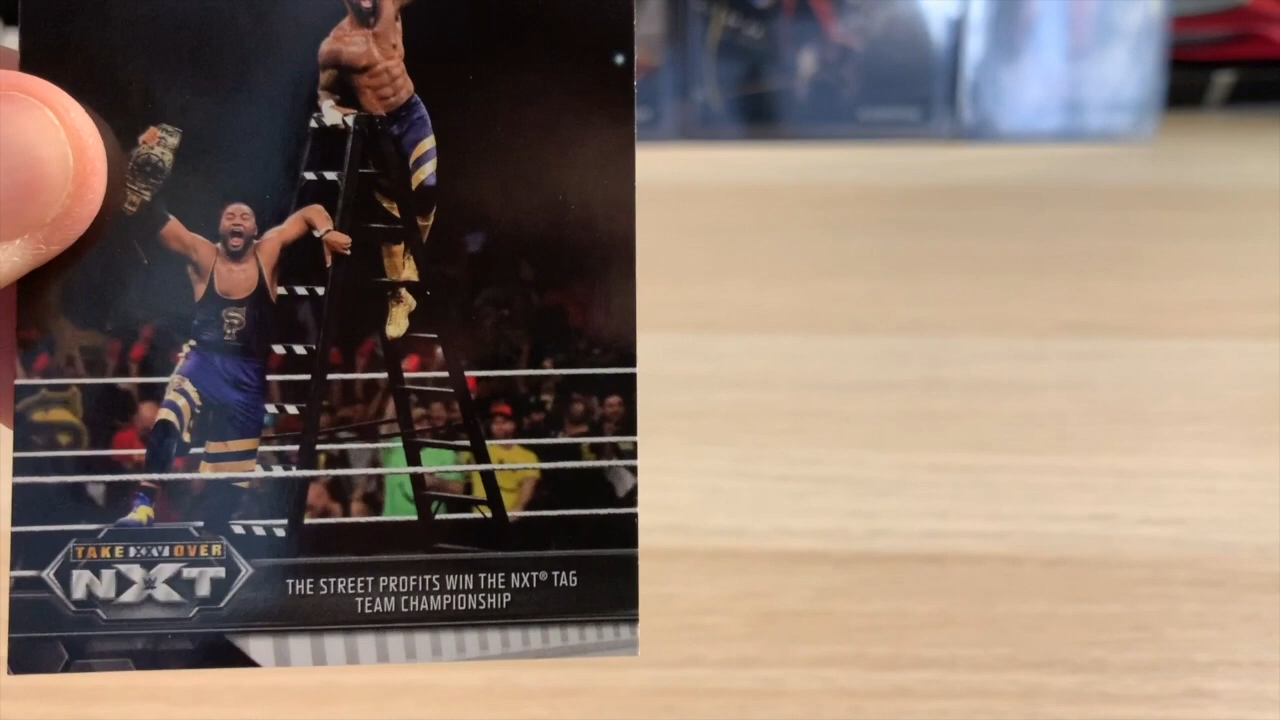 TAKE XXV OVER
NXT
THE STREET PROFITS WIN THE NXT® TAG
TEAM CHAMPIONSHIP